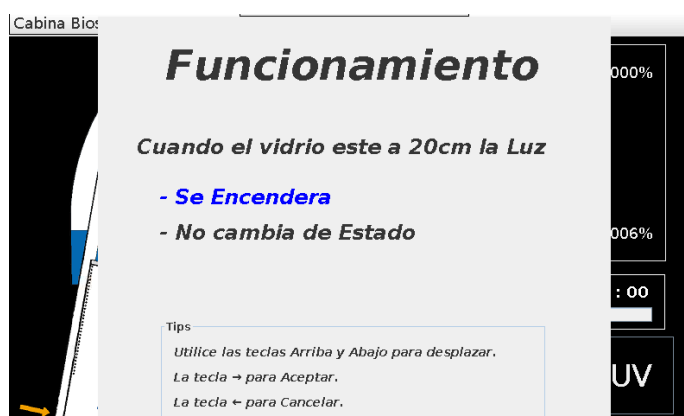 Cabina Bios
Funcionamiento
000%
Cuando el vidrio este a 20cm la Luz
- Se Encendera
- No cambia de Estado
006%
: 00
Tips
Utilice las teclas Arriba y Abajo para desplazar.
La tecla → para Aceptar.
UV
La tecla ← para Cancelar.